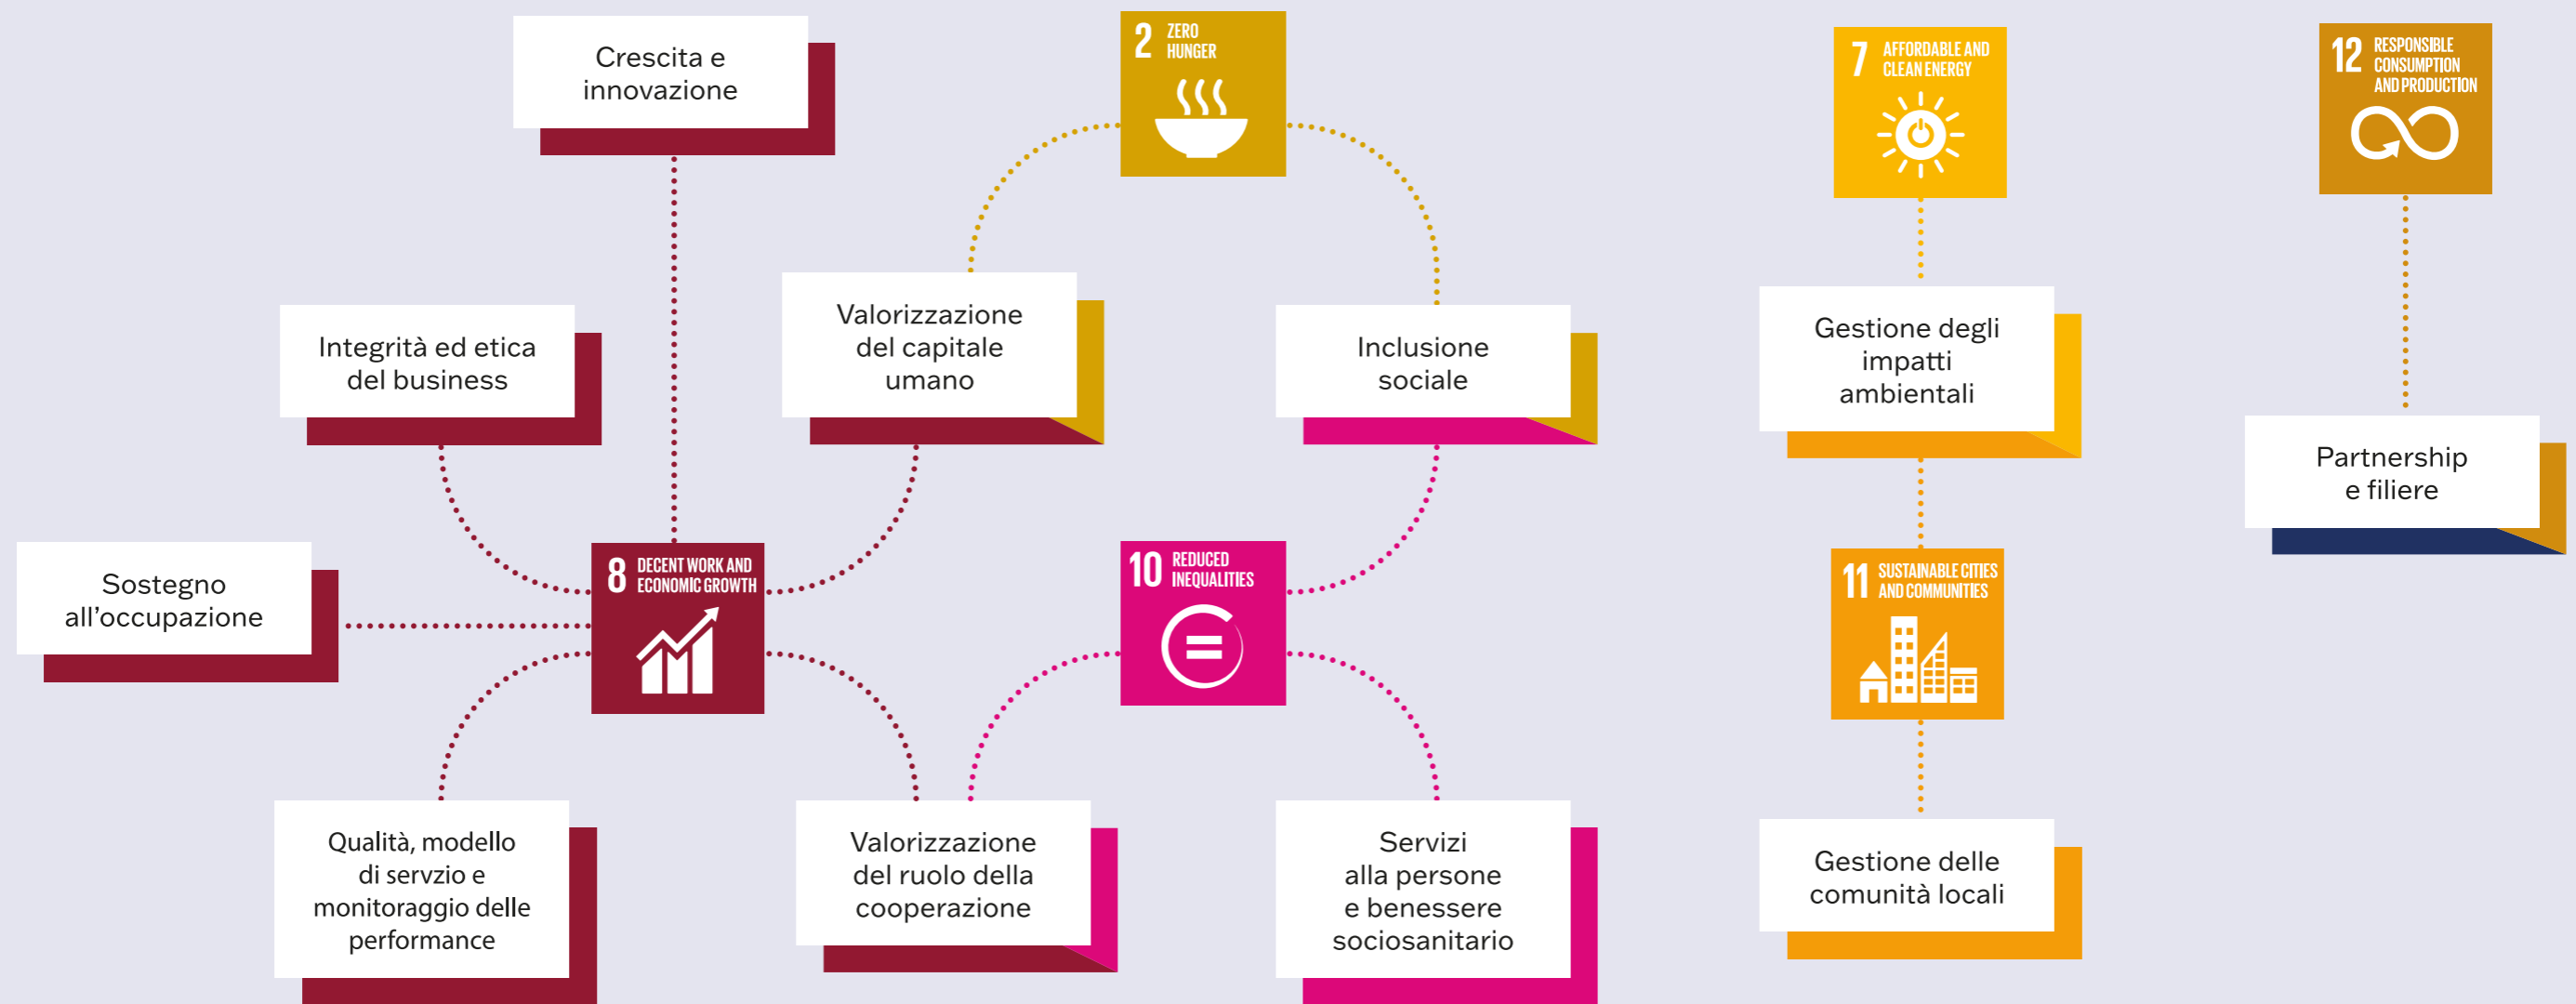 Crescita e
innovazione
2 ZERO
HUNGER
7 AFFORDABLE AND
CLEAN ENERGY
12 RESPONSIBLE
CONSUMPTION
AND PRODUCTION
Integrità ed etica
del business
Valorizzazione
del capitale
umano
Inclusione
sociale
Gestione degli
impatti
ambientali
Partnership
e filiere
Sostegno
all'occupazione
8 DECENT WORK AND
ECONOMIC GROWTH
10 REDUCED
INEQUALITIES
11 SUSTAINABLE CITIES
AND COMMUNITIES
Qualità, modello
di servzio e
monitoraggio delle
performance
Valorizzazione
del ruolo della
cooperazione
Servizi
alla persone
e benessere
sociosanitario
Gestione delle
comunità locali